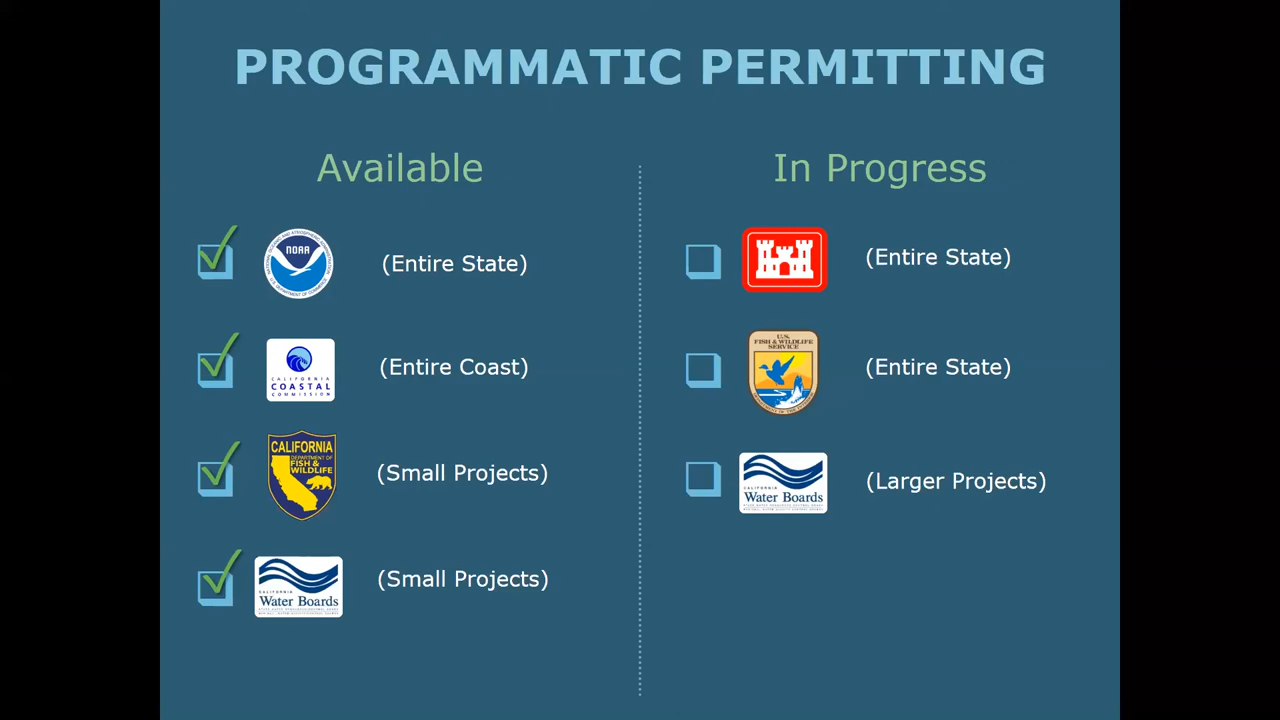 PROGRAMMATIC PERMITTING
Available
NOAA
(Entire State)
CALIFORNIA
COASTAL
COMMISSION
(Entire Coast)
CALIFORNIA
DEPARTMENT OF
FISH &
WILDLIFE
(Small Projects)
CALIFORNIA
Water Boards
(Small Projects)
In Progress
(Entire State)
U.S.
FISH & WILDLIFE
SERVICE
(Entire State)
CALIFORNIA
Water Boards
(Larger Projects)